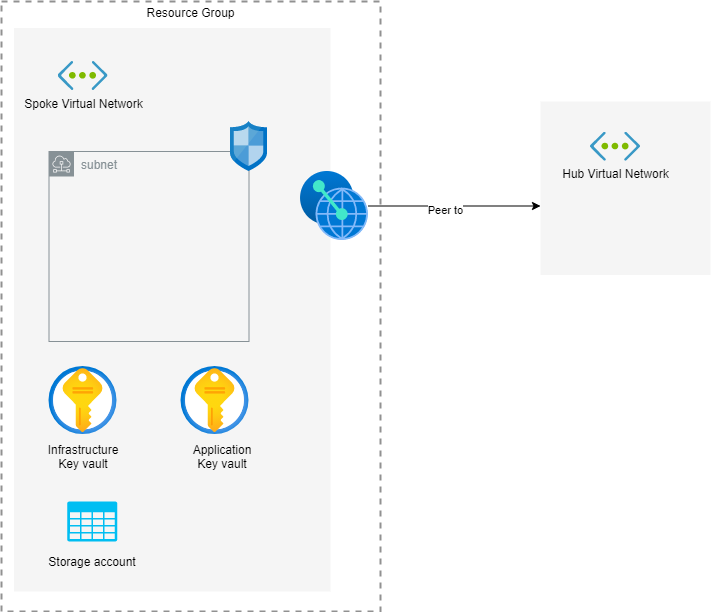 Resource Group
Spoke Virtual Network
subnet
Peer to
Hub Virtual Network
Infrastructure
Key vault
Application
Key vault
Storage account